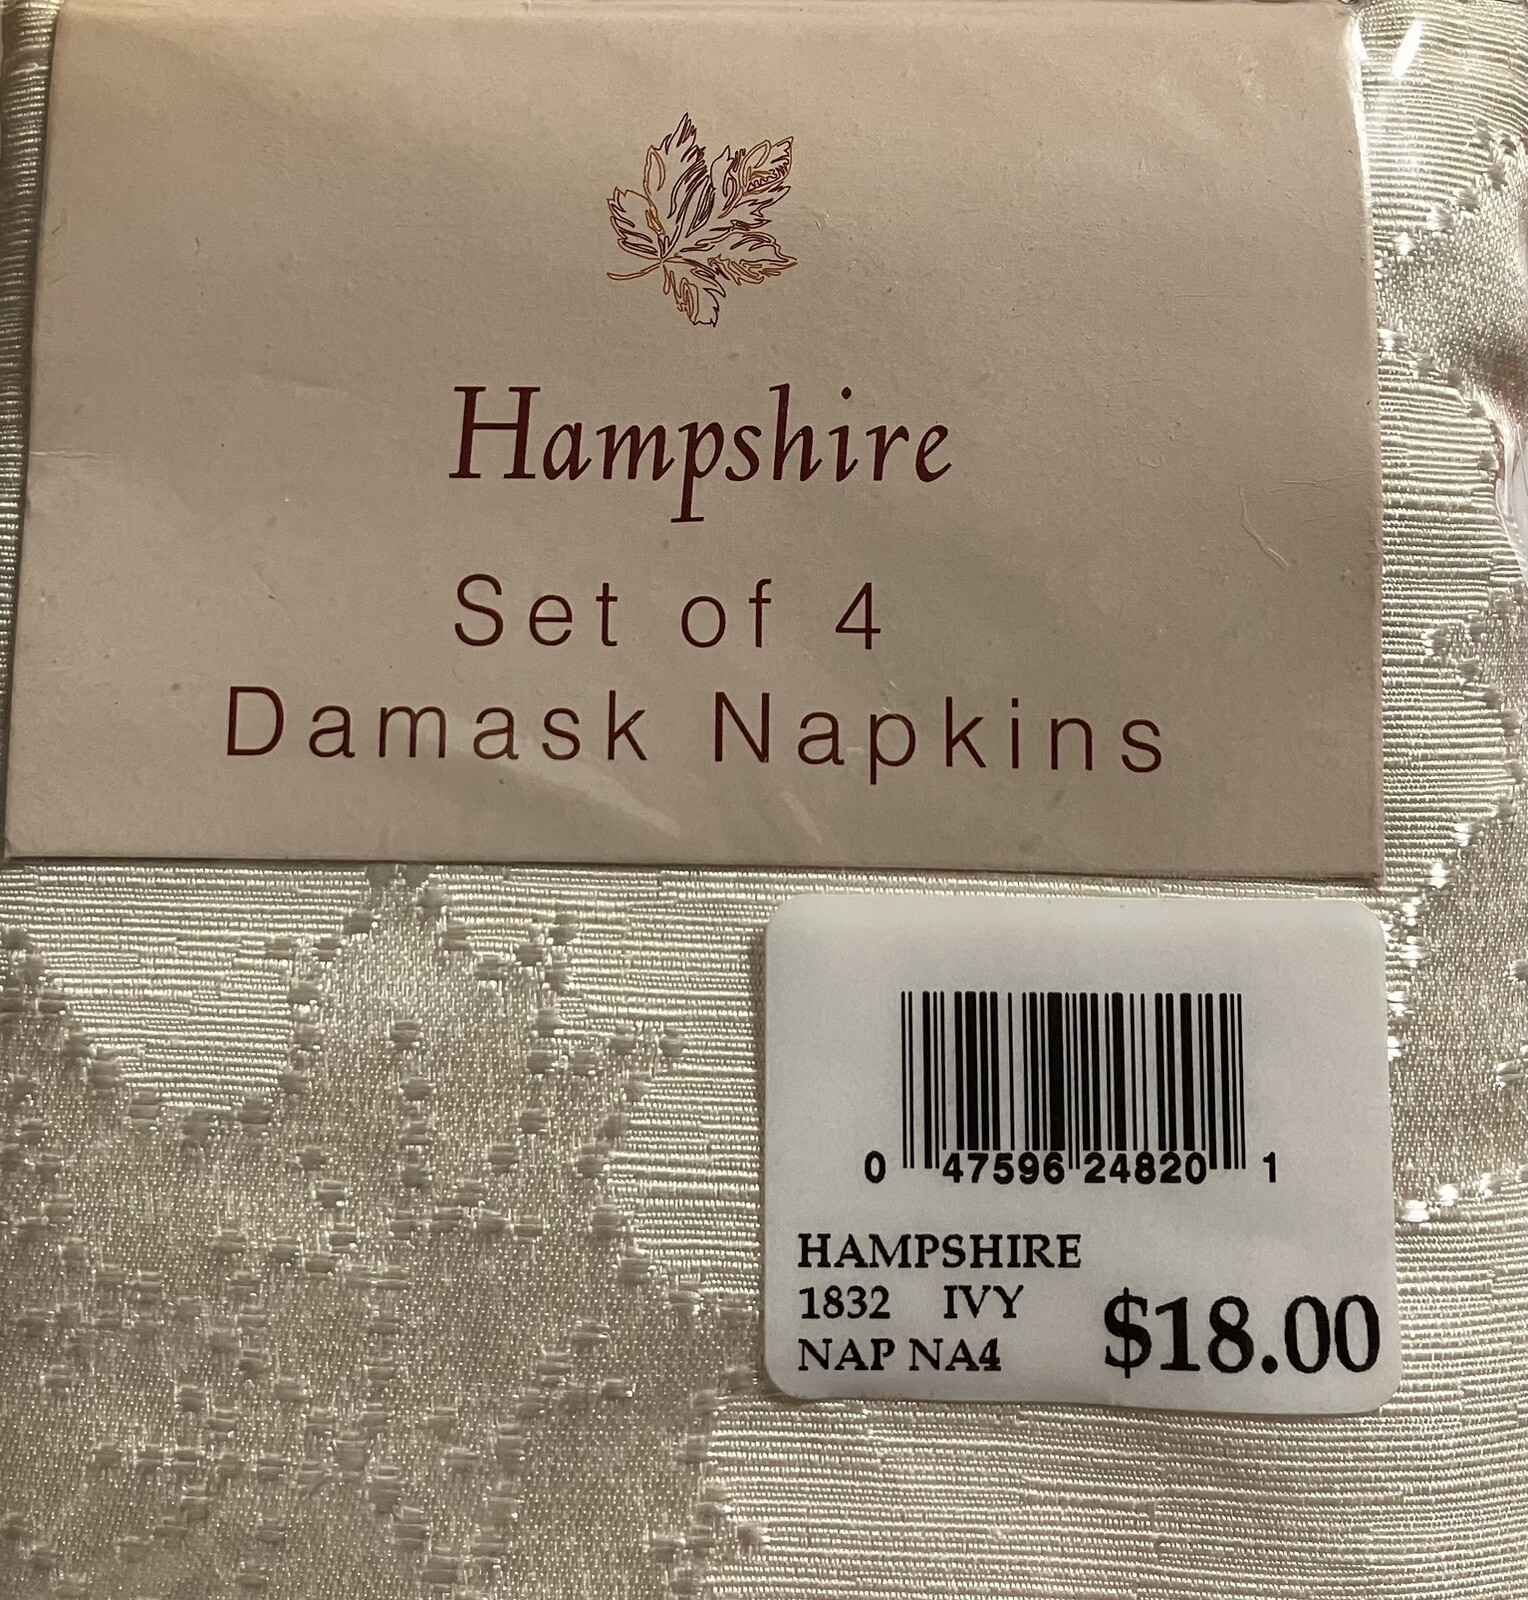 Hampshire
Set of 4
Damask Napkins
0 47596 24820 1
HAMPSHIRE
1832 IVY
NAP NA4
$18.00